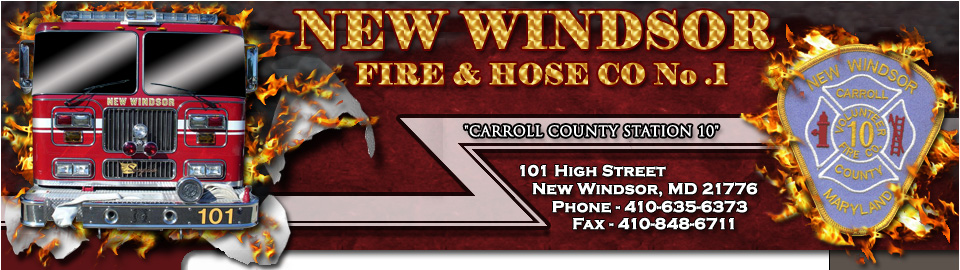 NEW WINDSOR
FIRE & HOSE CO No .1
"CARROLL COUNTY STATION 10"
101 HIGH STREET
NEW WINDSOR, MD 21776
PHONE - 410-635-6373
FAX - 410-848-6711
NEW WINDSOR
101
NEW WINDSOR
CARROLL
VOLUNTEER
10
FIRE CO.
COUNTY
MARYLAND